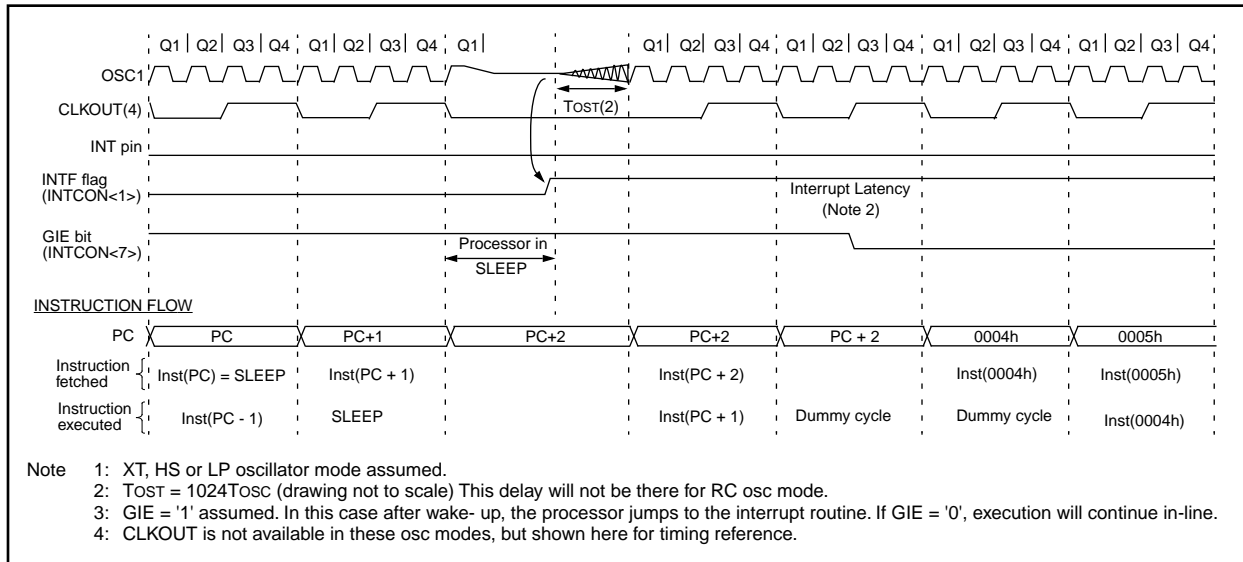 Q1 Q2 Q3 Q4 Q1 Q2 Q3 Q4 Q1 Q1 Q2 Q3 Q4 Q1 Q2 Q3 Q4 Q1 Q2 Q3 Q4 Q1 Q2 Q3 Q4
OSC1
TOST(2)
CLKOUT(4)
INT pin
INTF flag
(INTCON<1>)
Interrupt Latency
(Note 2)
GIE bit
(INTCON<7>)
Processor in
SLEEP
INSTRUCTION FLOW
PC PC PC+1 PC+2 PC+2 PC + 2 0004h 0005h
Instruction
fetched
Inst(PC) = SLEEP Inst(PC + 1) Inst(PC + 2) Inst(0004h) Inst(0005h)
Instruction
executed
Inst(PC - 1) SLEEP Inst(PC + 1) Dummy cycle Dummy cycle Inst(0004h)
Note 1: XT, HS or LP oscillator mode assumed.
2: TOST = 1024TOSC (drawing not to scale) This delay will not be there for RC osc mode.
3: GIE = '1' assumed. In this case after wake- up, the processor jumps to the interrupt routine. If GIE = '0', execution will continue in-line.
4: CLKOUT is not available in these osc modes, but shown here for timing reference.